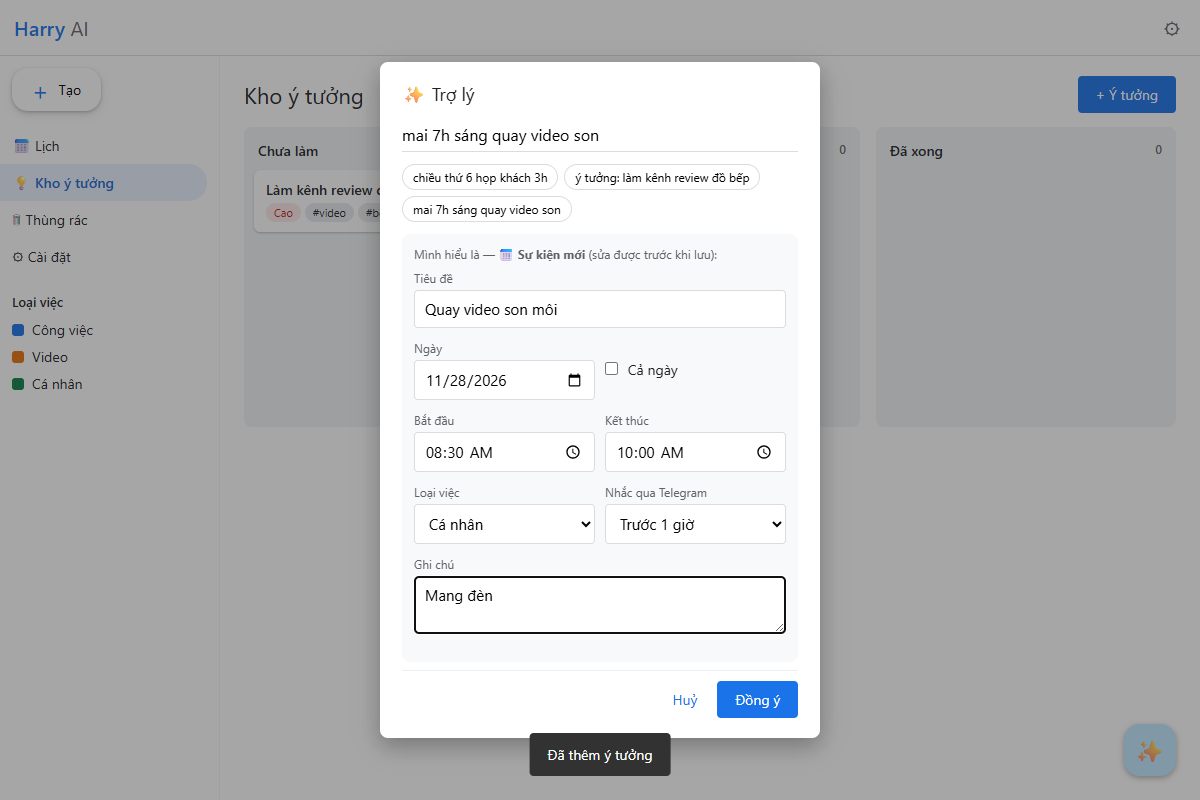 Harry AI
+ Tạo
Lịch
Kho ý tưởng
Thùng rác
Cài đặt
Loại việc
Công việc
Video
Cá nhân
Kho ý tưởng
+ Ý tưởng
Chưa làm
0
Đã xong
0
Làm kênh review
Cao
#video
Trợ lý
mai 7h sáng quay video son
chiều thứ 6 họp khách 3h
ý tưởng: làm kênh review đồ bếp
mai 7h sáng quay video son
Mình hiểu là — Sự kiện mới (sửa được trước khi lưu):
Tiêu đề
Quay video son môi
Ngày
11/28/2026
Cả ngày
Bắt đầu
Kết thúc
08:30 AM
10:00 AM
Loại việc
Nhắc qua Telegram
Cá nhân
Trước 1 giờ
Ghi chú
Mang đèn
Huỷ
Đồng ý
Đã thêm ý tưởng